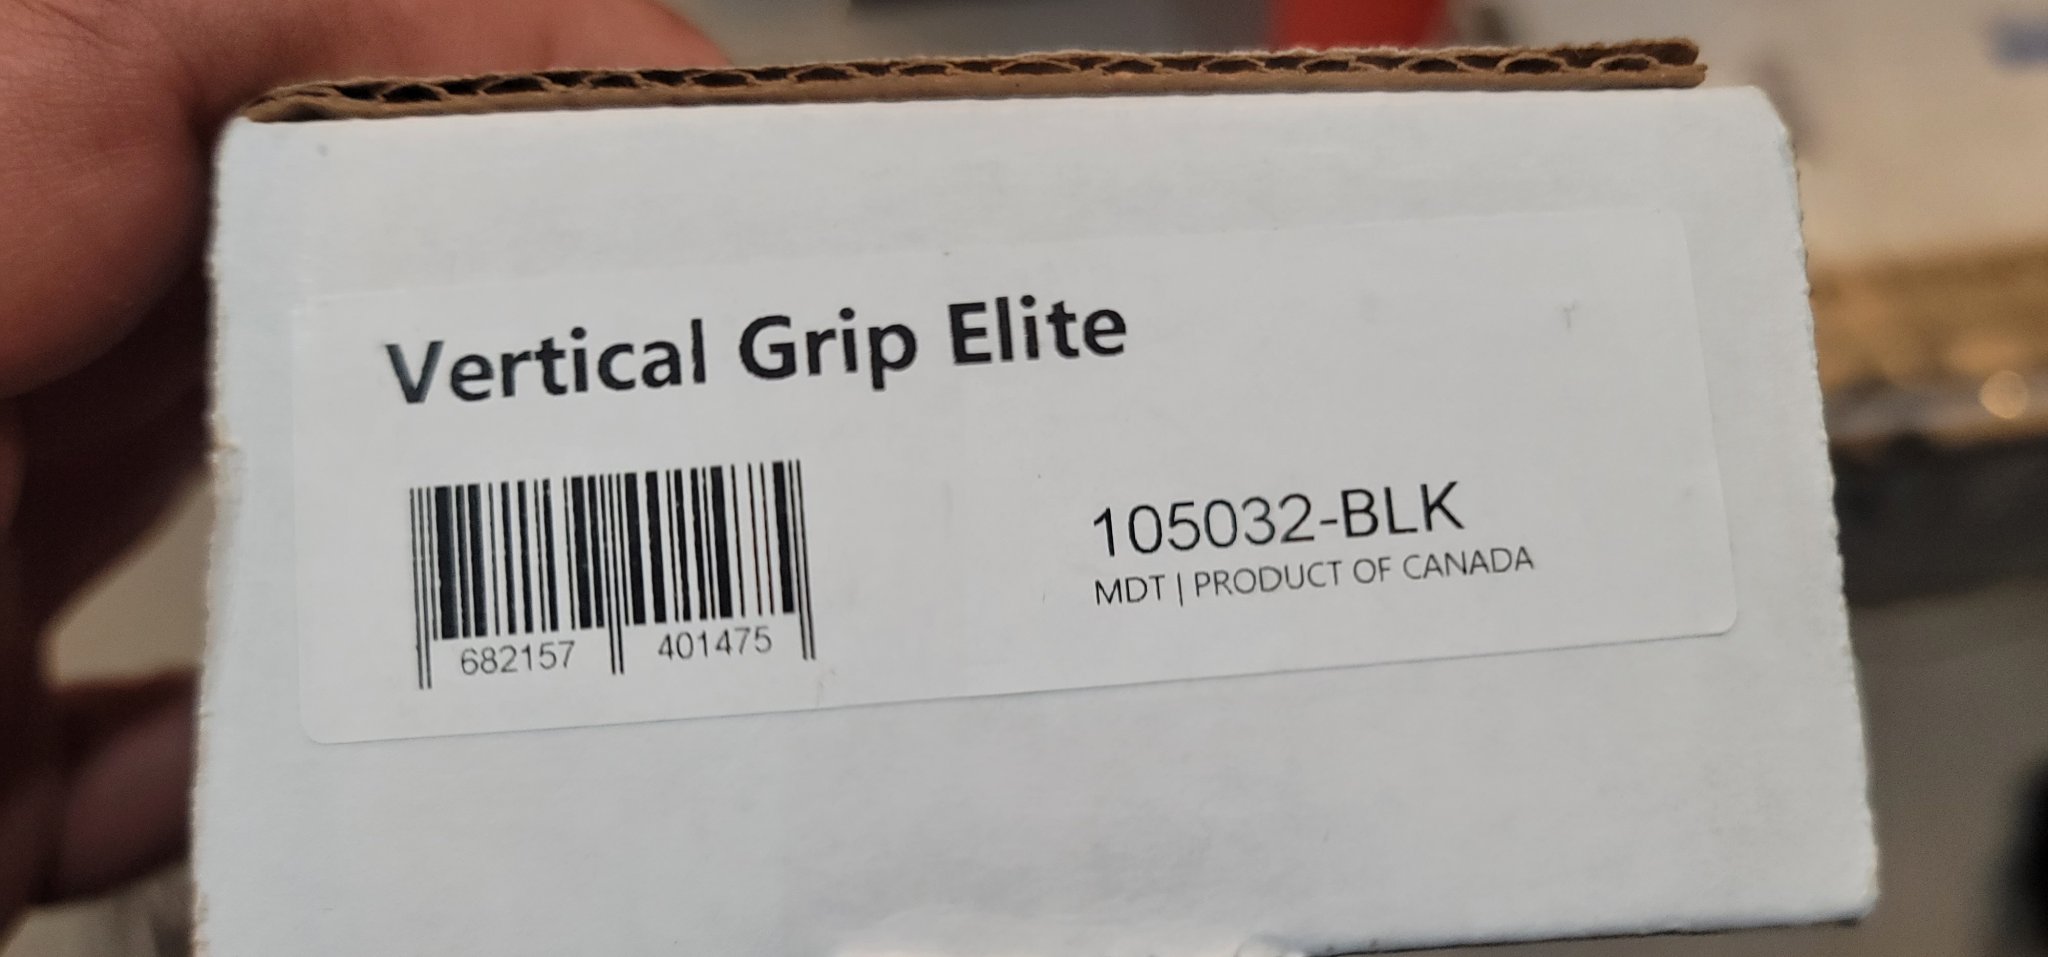 Vertical Grip Elite
682157 401475
105032-BLK
MDT | PRODUCT OF CANADA